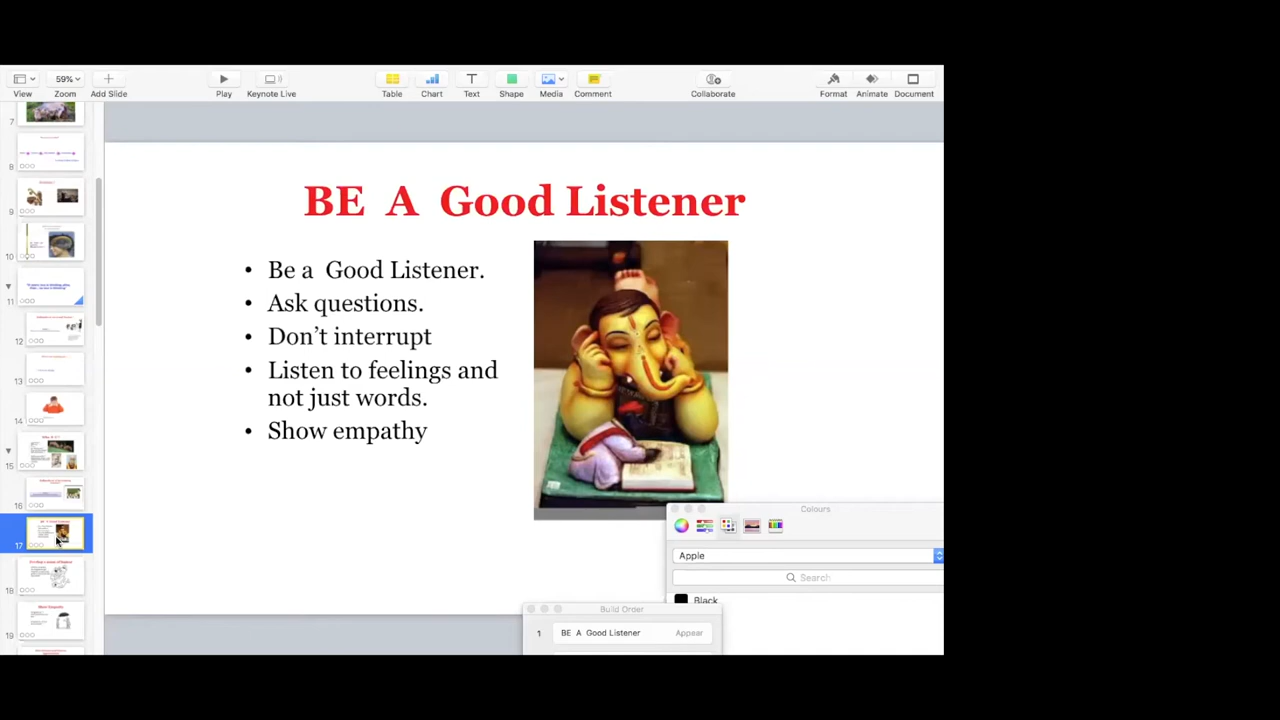 View
59%
Zoom
Add Slide
Play
Keynote Live
Table
Chart
Text
Shape
Media
Comment
Collaborate
Format
Animate
Document
7
8
9
10
11
12
13
14
15
16
17
18
19
BE A Good Listener
• Be a Good Listener.
• Ask questions.
• Don’t interrupt
• Listen to feelings and
not just words.
• Show empathy
Colours
Apple
Search
Black
Build Order
1 BE A Good Listener Appear